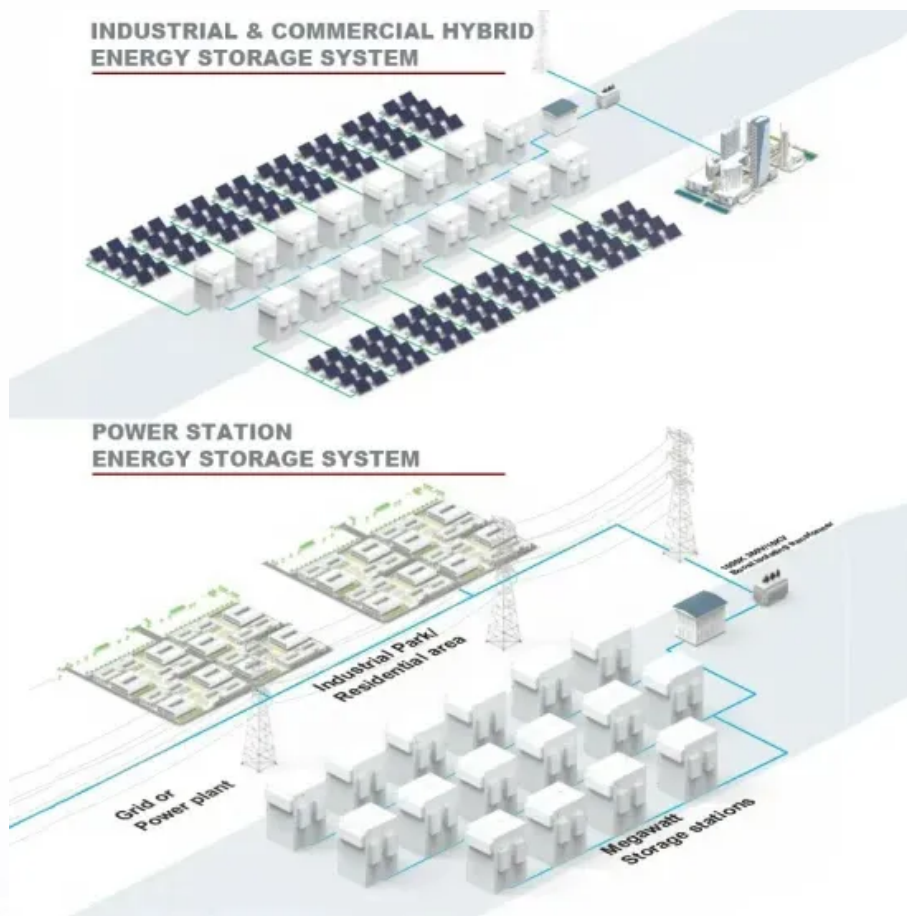 INDUSTRIAL & COMMERCIAL HYBRID
ENERGY STORAGE SYSTEM
POWER STATION
ENERGY STORAGE SYSTEM
Industrial Park/
Residential area
Grid or
Power plant
Megawatt
Storage stations